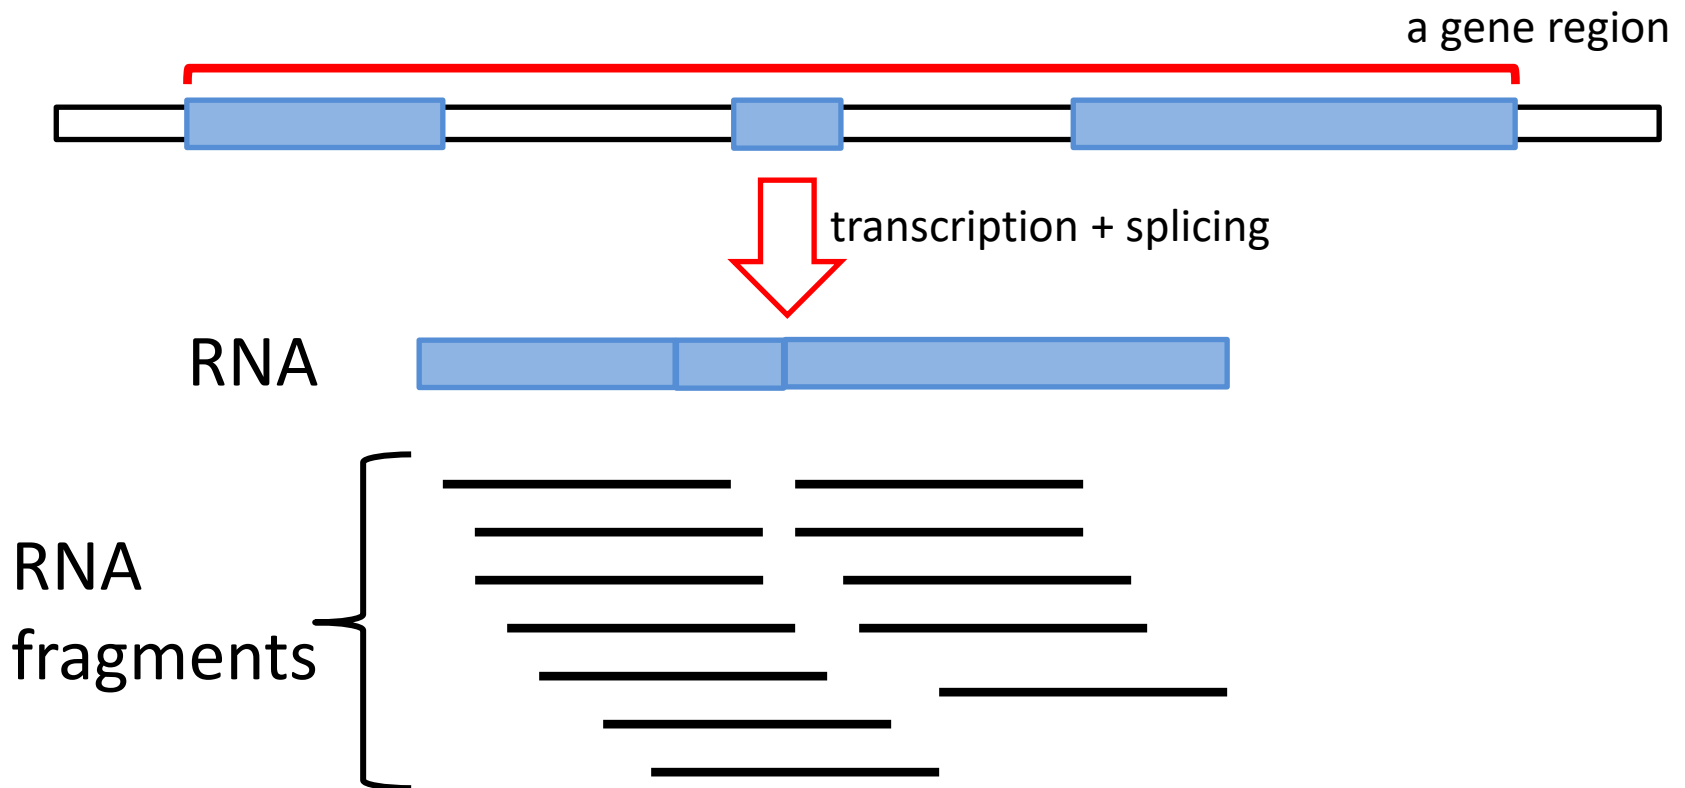 a gene region
transcription + splicing
RNA
RNA
fragments